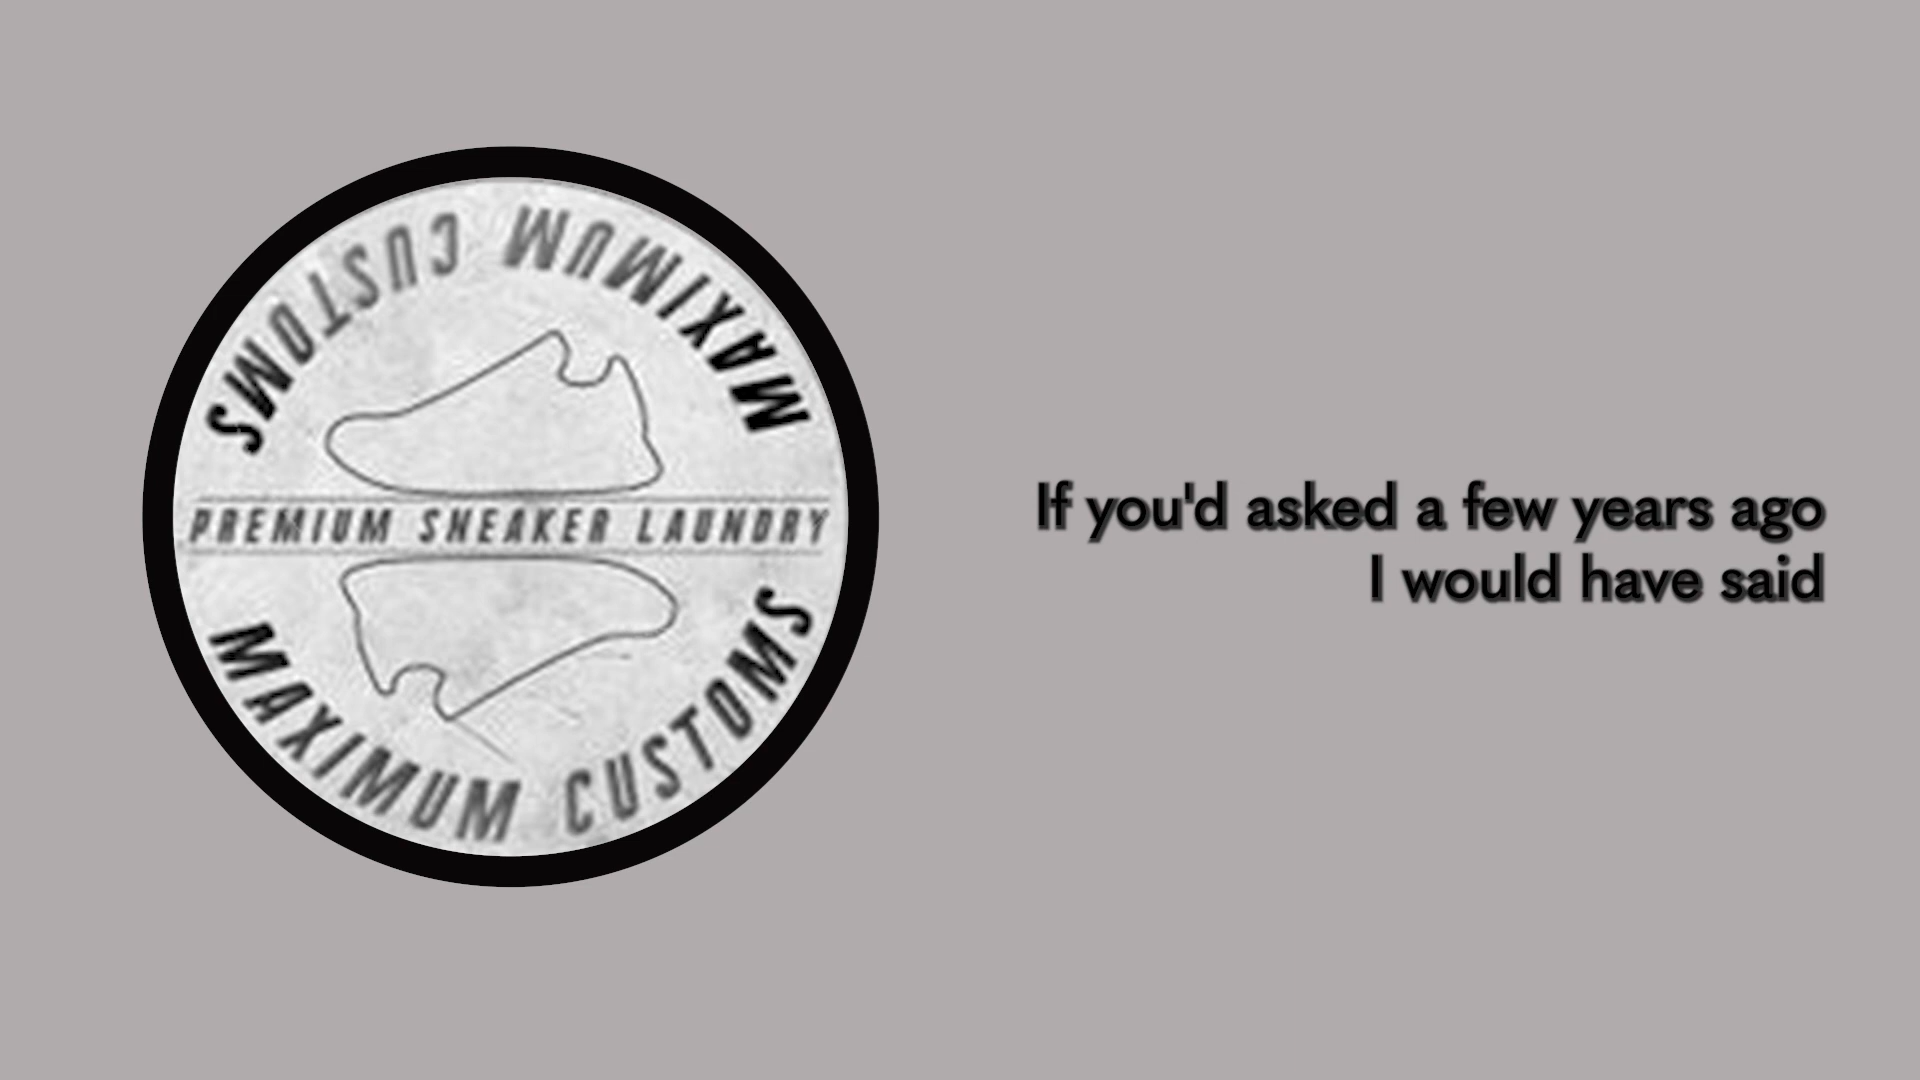 MAXIMUM CUSTOMS
PREMIUM SNEAKER LAUNDRY
MAXIMUM CUSTOMS
If you'd asked a few years ago
I would have said